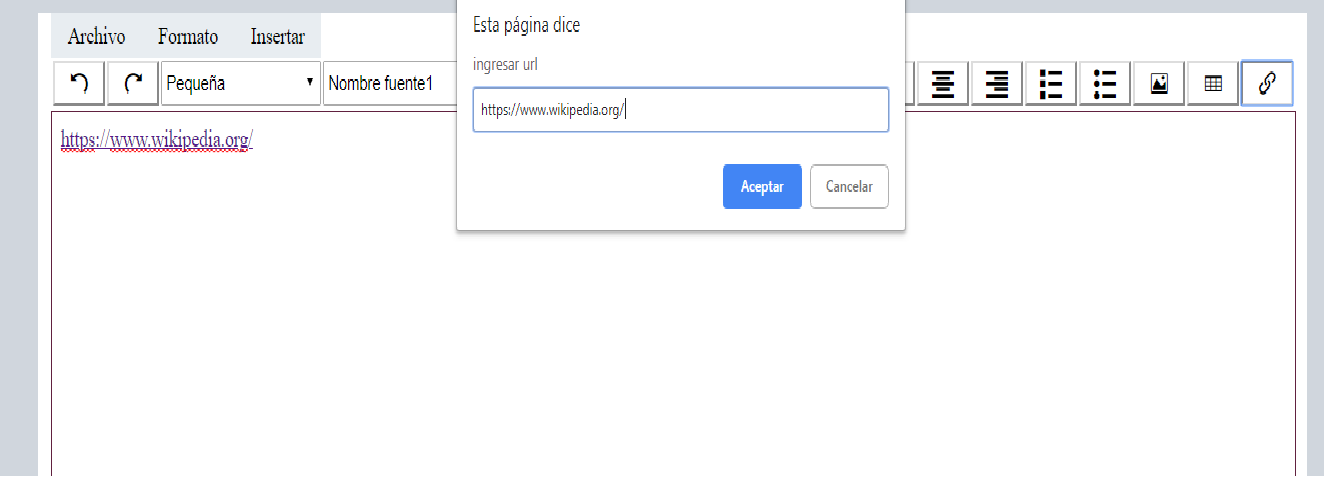 Archivo Formato Insertar
Pequeña Nombre fuente1
https://www.wikipedia.org/
Esta página dice
ingresar url
https://www.wikipedia.org/
Aceptar Cancelar